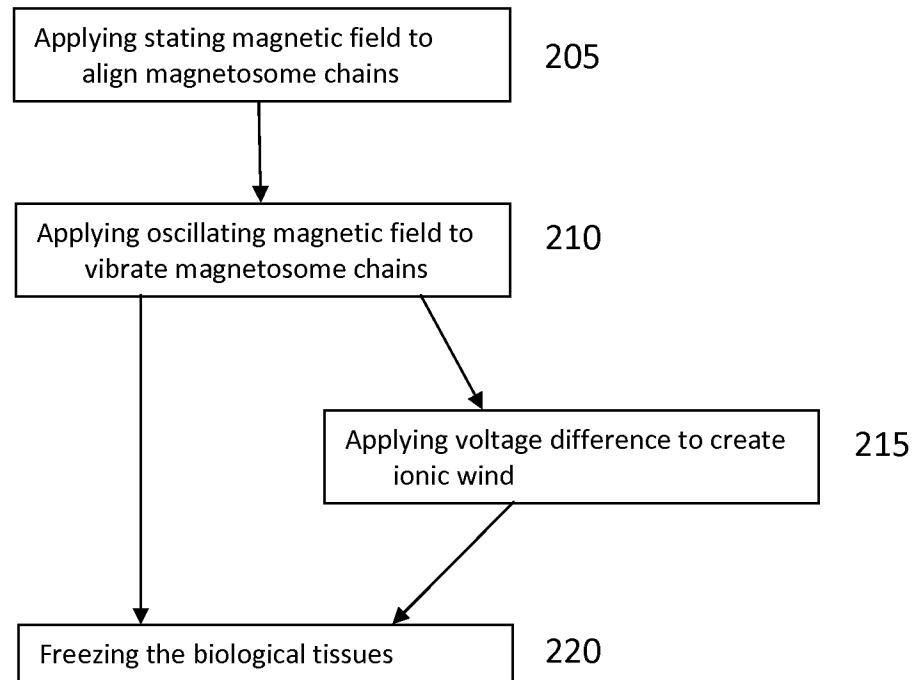 Applying stating magnetic field to
align magnetosome chains
205
Applying oscillating magnetic field to
vibrate magnetosome chains
210
Applying voltage difference to create
ionic wind
215
Freezing the biological tissues
220